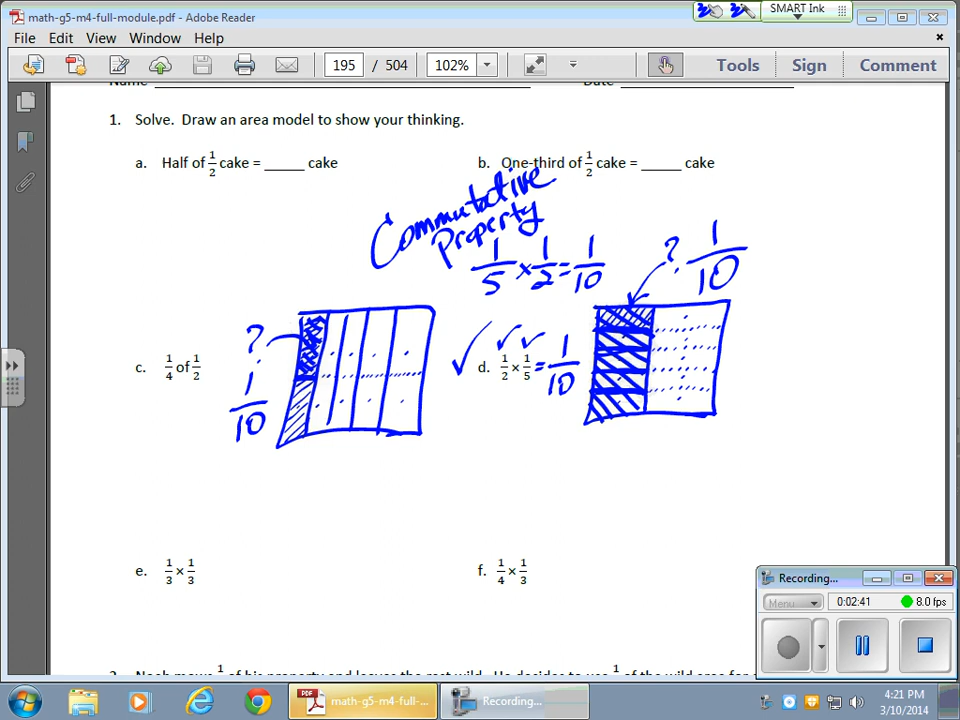 math-g5-m4-full-module.pdf - Adobe Reader
SMART Ink
File Edit View Window Help
195 / 504 102% Tools Sign Comment
Name Date
1. Solve. Draw an area model to show your thinking.
a. Half of 1/2 cake = _____ cake
b. One-third of 1/2 cake = _____ cake
Commutative
Property
1/5 × 1/2 = 1/10
? 1/10
?
1/10
c. 1/4 of 1/2
d. 1/2 × 1/5 = 1/10
e. 1/3 × 1/3
f. 1/4 × 1/3
Recording...
Menu 0:02:41 8.0 fps
math-g5-m4-full-...
Recording...
4:21 PM
3/10/2014